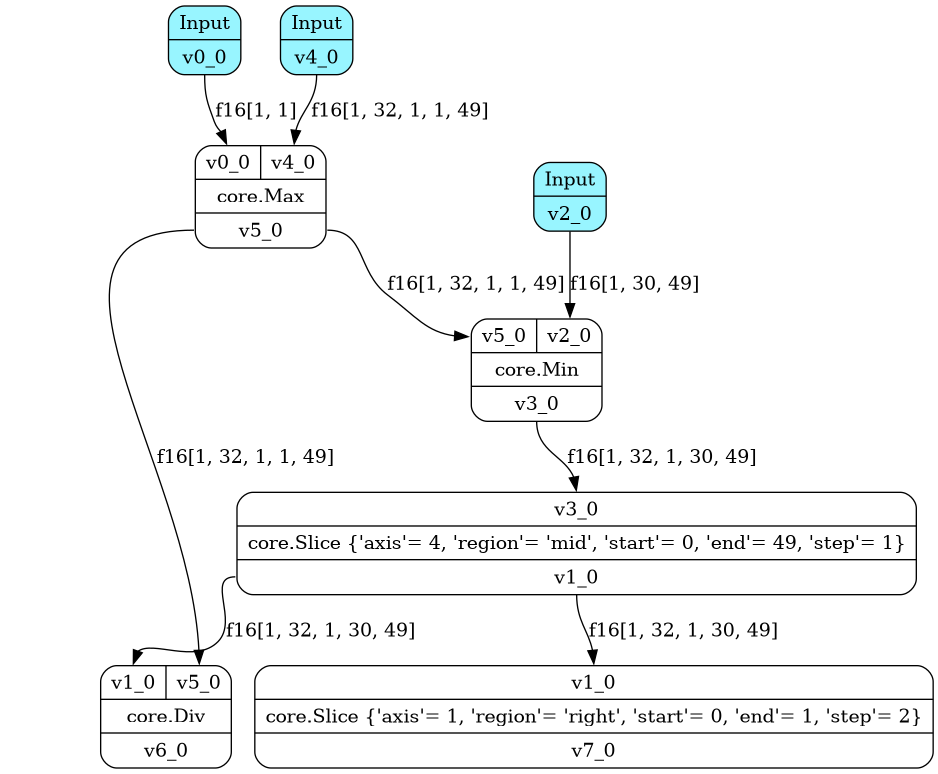 Input
v0_0
Input
v4_0
f16[1, 1]
f16[1, 32, 1, 1, 49]
v0_0
v4_0
core.Max
v5_0
Input
v2_0
f16[1, 32, 1, 1, 49]
f16[1, 30, 49]
v5_0
v2_0
core.Min
v3_0
f16[1, 32, 1, 1, 49]
f16[1, 32, 1, 30, 49]
v3_0
core.Slice {'axis'= 4, 'region'= 'mid', 'start'= 0, 'end'= 49, 'step'= 1}
v1_0
f16[1, 32, 1, 30, 49]
f16[1, 32, 1, 30, 49]
v1_0
v5_0
core.Div
v6_0
v1_0
core.Slice {'axis'= 1, 'region'= 'right', 'start'= 0, 'end'= 1, 'step'= 2}
v7_0